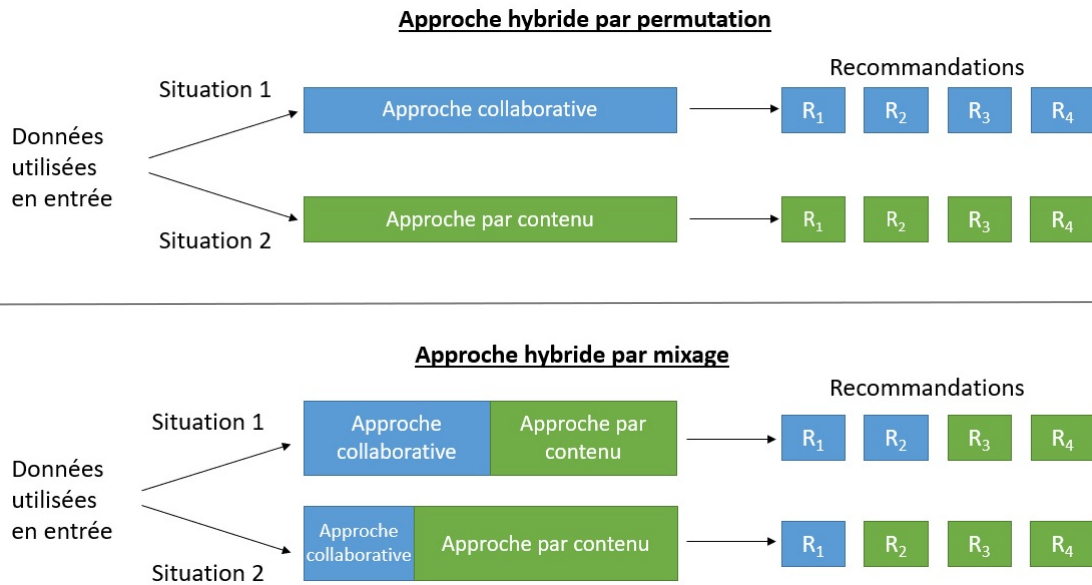 Approche hybride par permutation
Recommandations
Situation 1
Approche collaborative
R₁ R₂ R₃ R₄
Données
utilisées
en entrée
Approche par contenu
R₁ R₂ R₃ R₄
Situation 2
Approche hybride par mixage
Recommandations
Situation 1
Approche
collaborative
Approche par
contenu
R₁ R₂ R₃ R₄
Données
utilisées
en entrée
Approche
collaborative
Approche par contenu
R₁ R₂ R₃ R₄
Situation 2